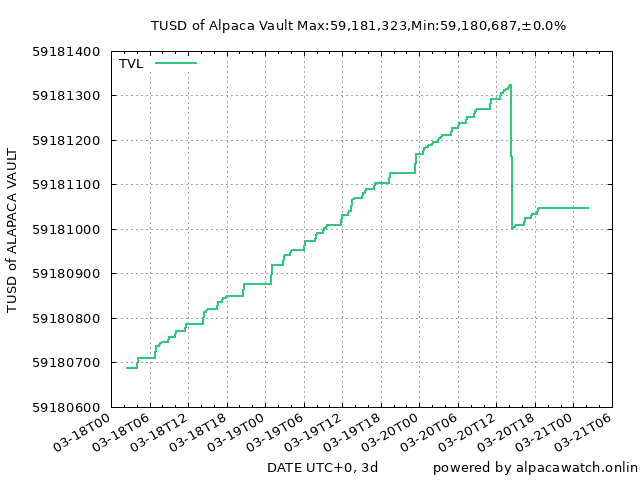 TUSD of Alpaca Vault Max:59,181,323,Min:59,180,687,±0.0%
TVL
59181400
59181300
59181200
59181100
59181000
59180900
59180800
59180700
59180600
TUSD of ALAPACA VAULT
03-18T00
03-18T06
03-18T12
03-18T18
03-19T00
03-19T06
03-19T12
03-19T18
03-20T00
03-20T06
03-20T12
03-20T18
03-21T00
03-21T06
DATE UTC+0, 3d
powered by alpacawatch.onlin